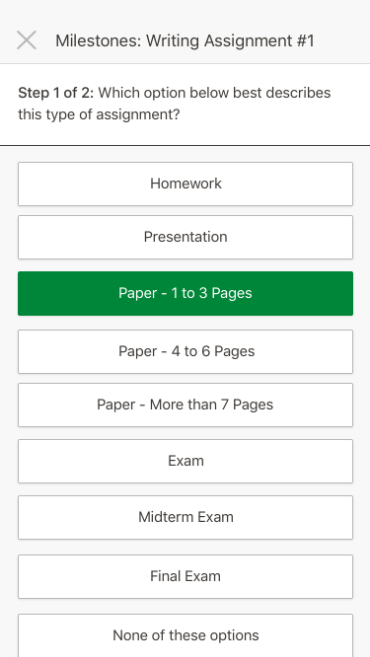 Milestones: Writing Assignment #1
Step 1 of 2: Which option below best describes
this type of assignment?
Homework
Presentation
Paper - 1 to 3 Pages
Paper - 4 to 6 Pages
Paper - More than 7 Pages
Exam
Midterm Exam
Final Exam
None of these options